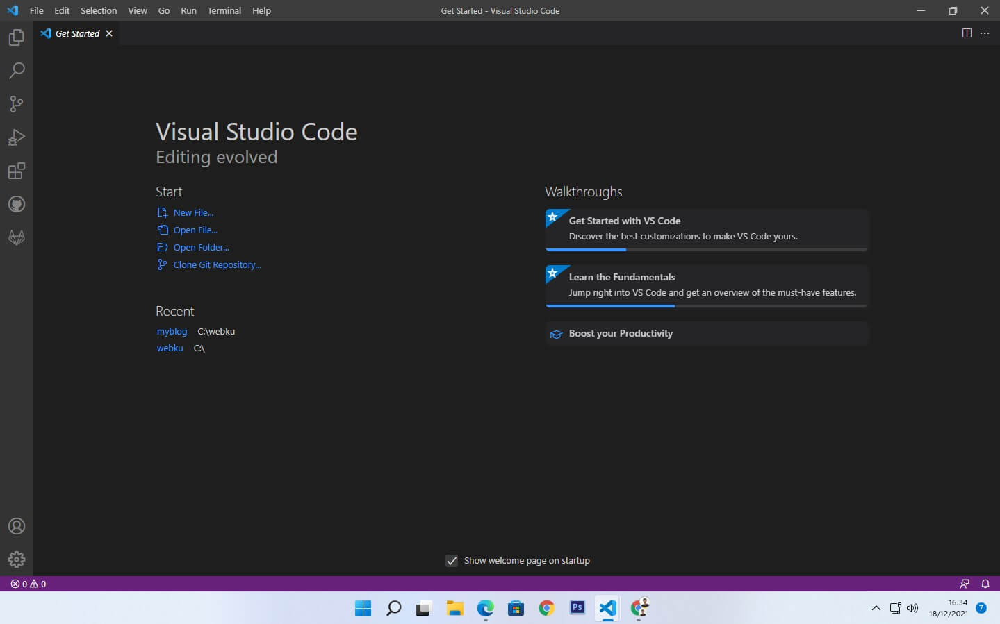 File Edit Selection View Go Run Terminal Help
Get Started - Visual Studio Code
Get Started
Visual Studio Code
Editing evolved
Start
New File...
Open File...
Open Folder...
Clone Git Repository...
Recent
myblog C:\webku
webku C:\
Walkthroughs
Get Started with VS Code
Discover the best customizations to make VS Code yours.
Learn the Fundamentals
Jump right into VS Code and get an overview of the must-have features.
Boost your Productivity
Show welcome page on startup
0 0
Ps
16.34
18/12/2021
7